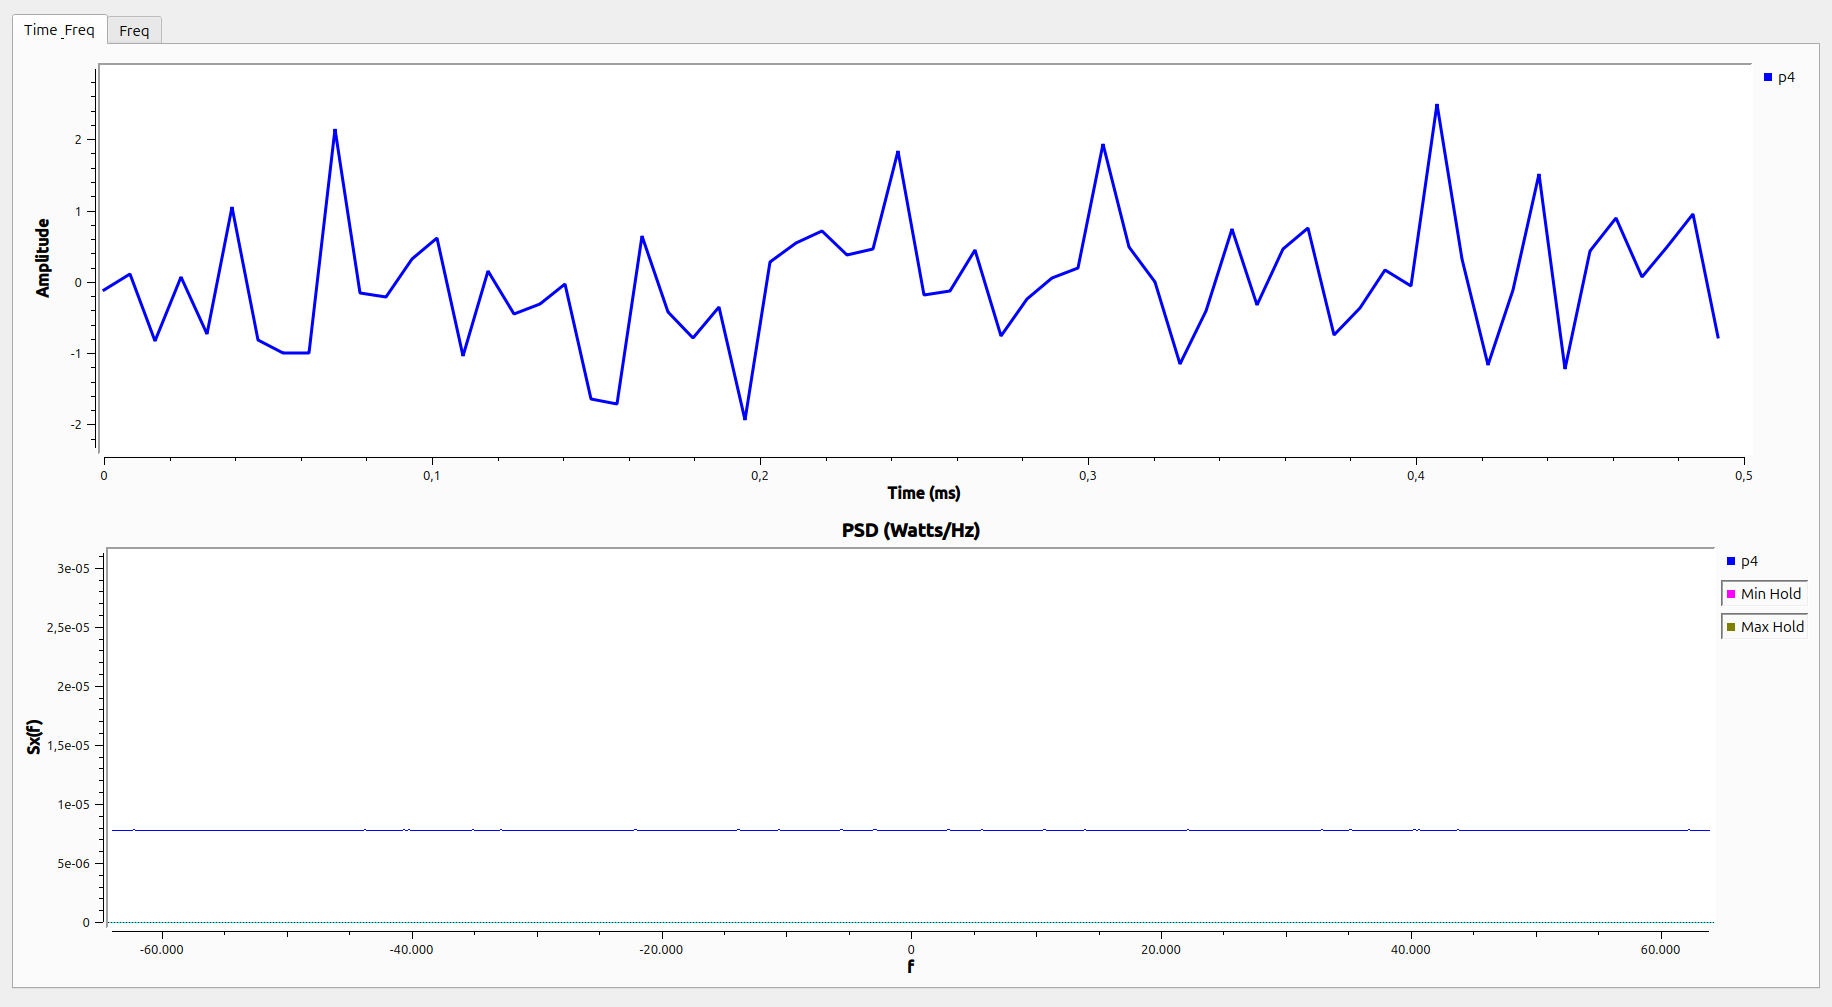 Time_Freq
Freq
p4
Amplitude
2
1
0
-1
-2
0
0,1
0,2
0,3
0,4
0,5
Time (ms)
PSD (Watts/Hz)
p4
Min Hold
Max Hold
Sx(f)
3e-05
2,5e-05
2e-05
1,5e-05
1e-05
5e-06
0
-60.000
-40.000
-20.000
0
20.000
40.000
60.000
f